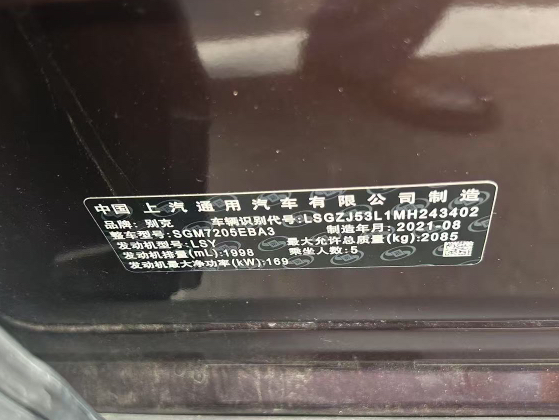 中国 上汽通用汽车有限公司 制造
品牌: 别克 车辆识别代号:LSGZJ53L1MH243402
整车型号:SGM7205EBA3 制造年月:2021-08
发动机型号:LSY 最大允许总质量(kg):2085
发动机排量(mL):1998 乘坐人数:5
发动机最大净功率(kW):169